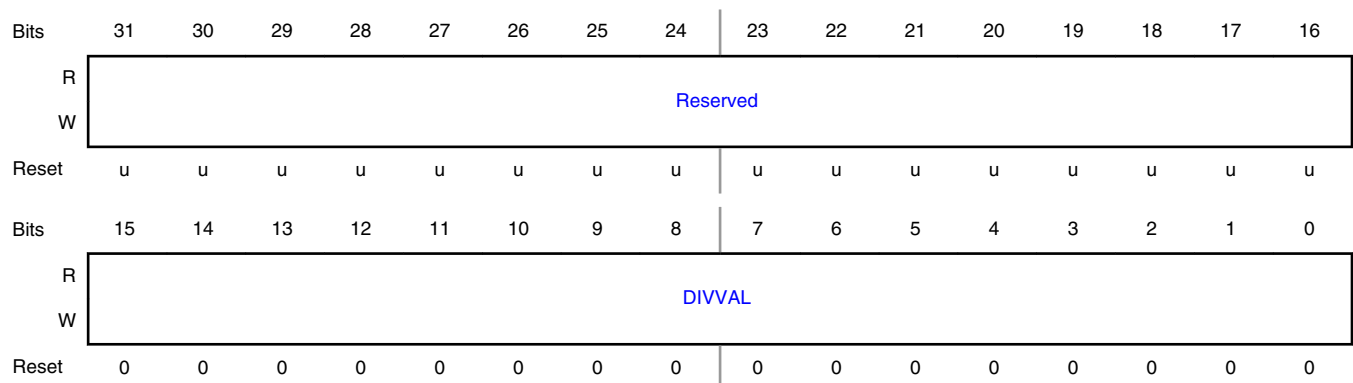 Bits 31 30 29 28 27 26 25 24 23 22 21 20 19 18 17 16
R
Reserved
W
Reset u u u u u u u u u u u u u u u u
Bits 15 14 13 12 11 10 9 8 7 6 5 4 3 2 1 0
R
DIVVAL
W
Reset 0 0 0 0 0 0 0 0 0 0 0 0 0 0 0 0